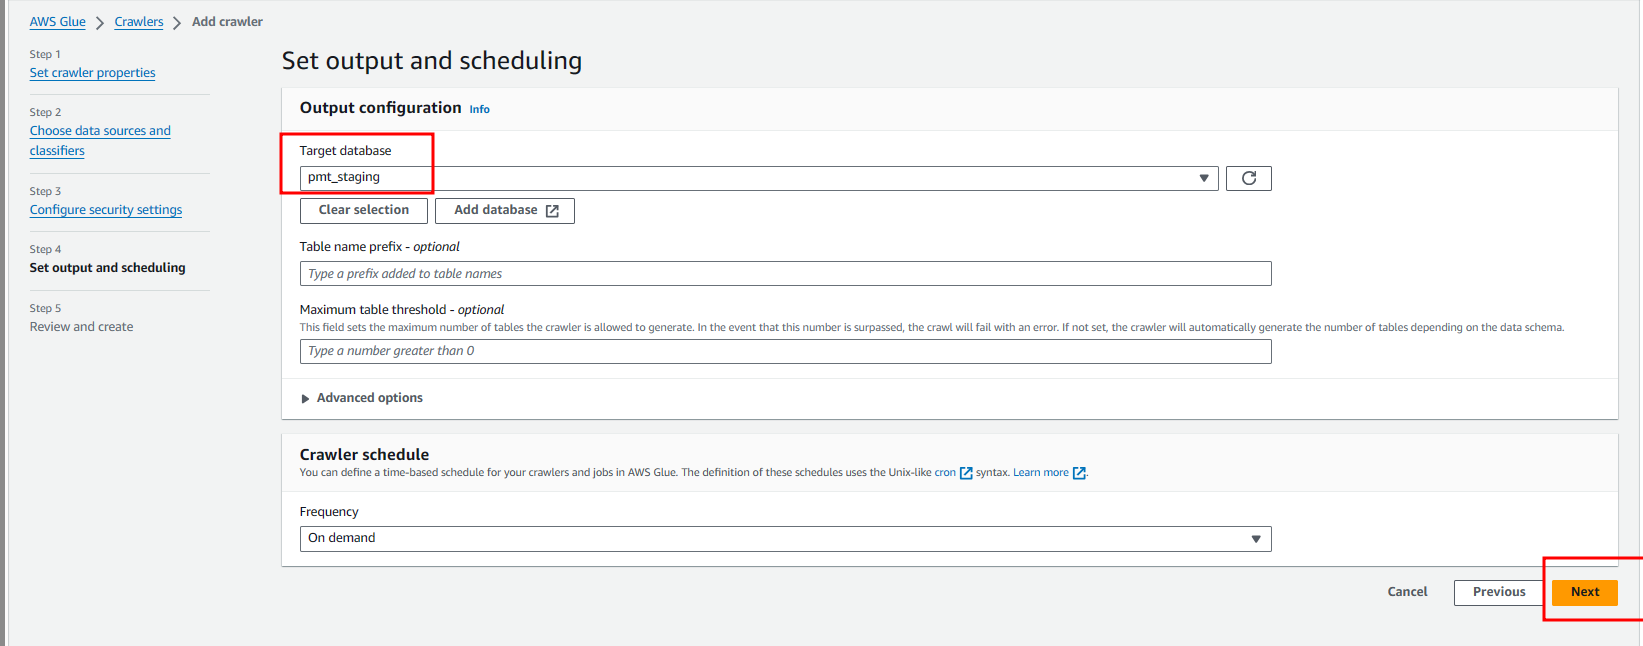 AWS Glue > Crawlers > Add crawler
Step 1
Set crawler properties
Step 2
Choose data sources and
classifiers
Step 3
Configure security settings
Step 4
Set output and scheduling
Step 5
Review and create
Set output and scheduling
Output configuration Info
Target database
pmt_staging
Clear selection Add database
Table name prefix - optional
Type a prefix added to table names
Maximum table threshold - optional
This field sets the maximum number of tables the crawler is allowed to generate. In the event that this number is surpassed, the crawl will fail with an error. If not set, the crawler will automatically generate the number of tables depending on the data schema.
Type a number greater than 0
Advanced options
Crawler schedule
You can define a time-based schedule for your crawlers and jobs in AWS Glue. The definition of these schedules uses the Unix-like cron syntax. Learn more.
Frequency
On demand
Cancel Previous Next